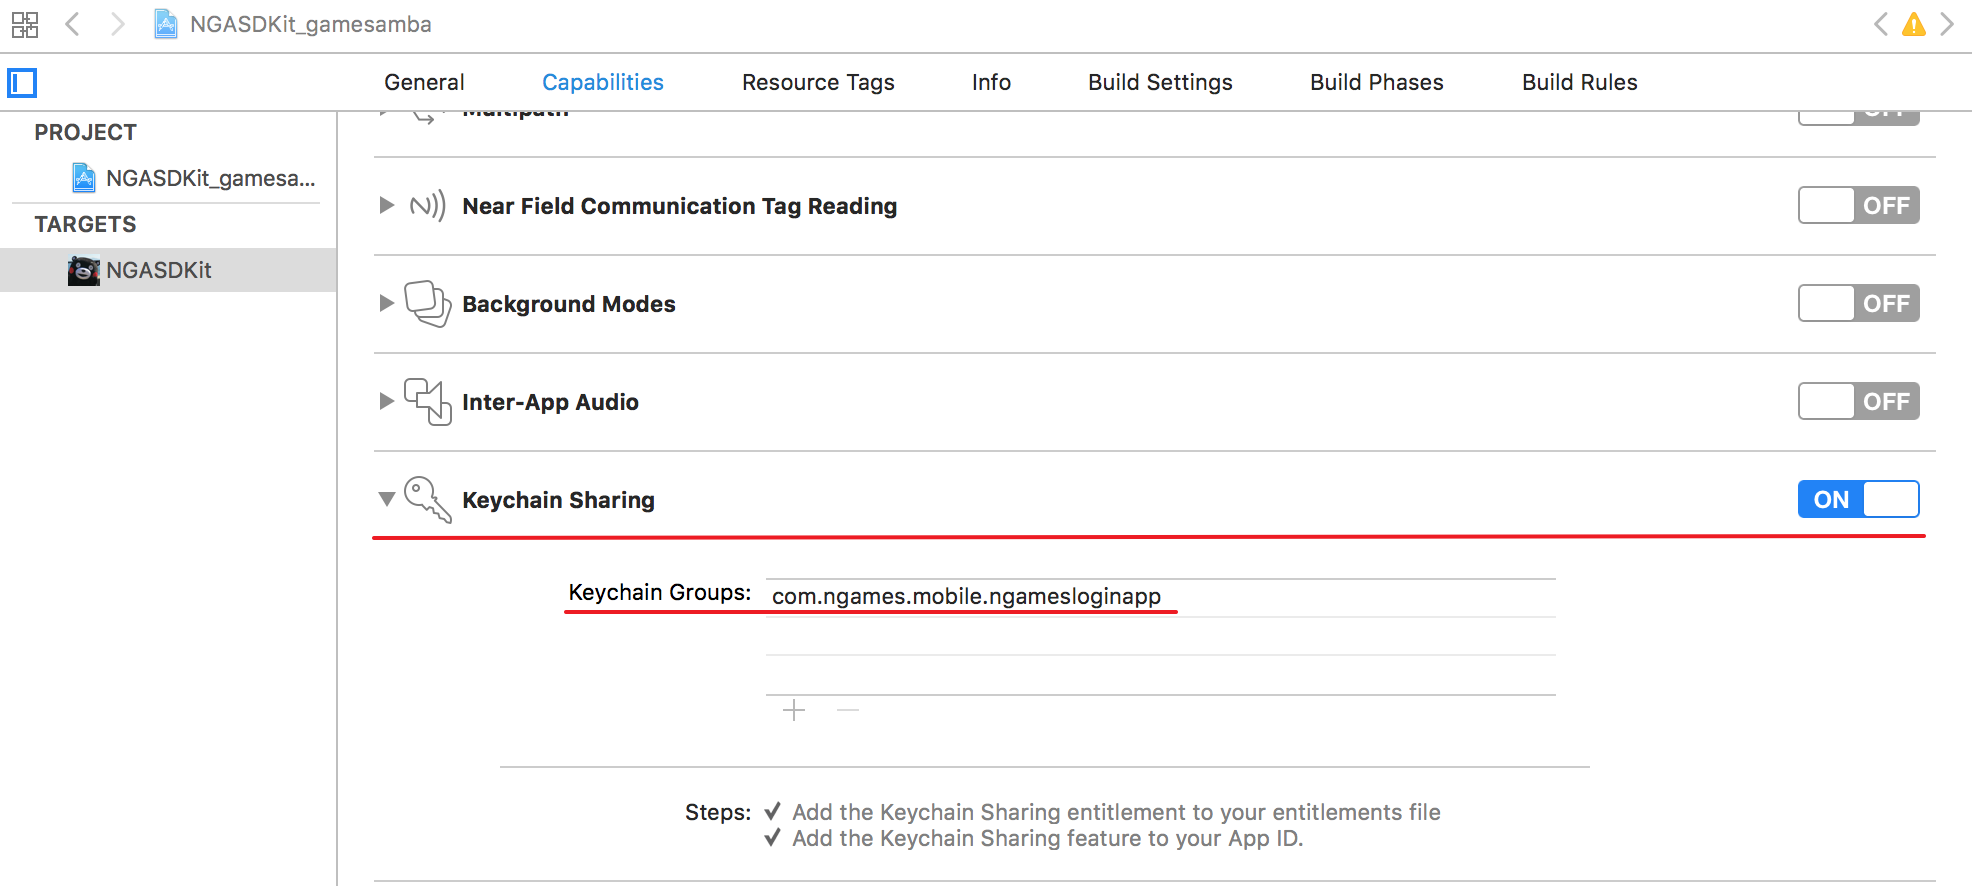 NGASDKit_gamesamba
General Capabilities Resource Tags Info Build Settings Build Phases Build Rules
PROJECT
NGASDKit_gamesa...
TARGETS
NGASDKit
Multipath OFF
Near Field Communication Tag Reading OFF
Background Modes OFF
Inter-App Audio OFF
Keychain Sharing ON
Keychain Groups: com.ngames.mobile.ngamesloginapp
Steps: ✓ Add the Keychain Sharing entitlement to your entitlements file
✓ Add the Keychain Sharing feature to your App ID.